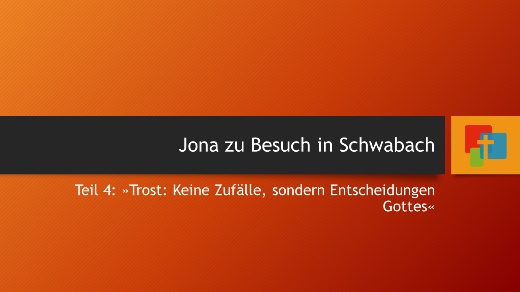 Jona zu Besuch in Schwabach
Teil 4: »Trost: Keine Zufälle, sondern Entscheidungen
Gottes«